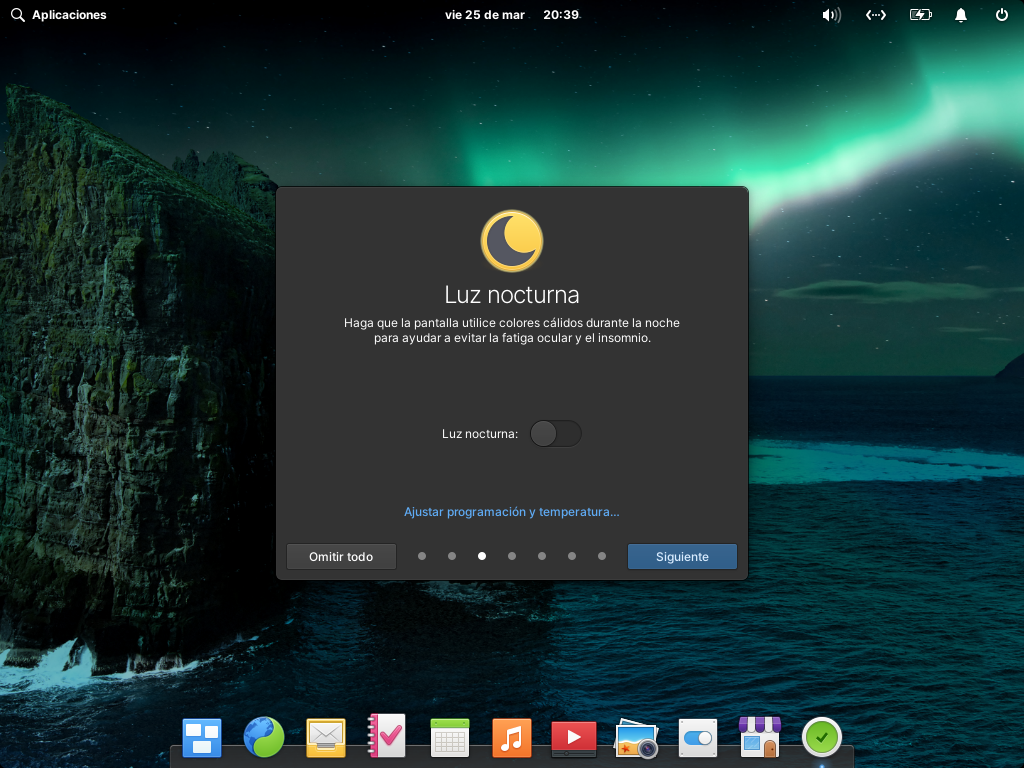 Aplicaciones
vie 25 de mar 20:39
Luz nocturna
Haga que la pantalla utilice colores cálidos durante la noche
para ayudar a evitar la fatiga ocular y el insomnio.
Luz nocturna:
Ajustar programación y temperatura...
Omitir todo
Siguiente